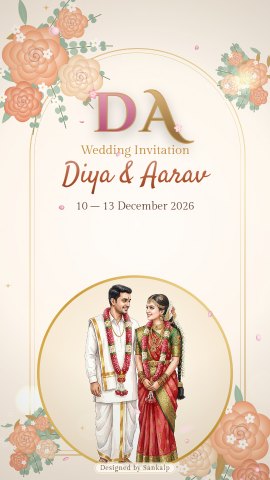 DA
Wedding Invitation
Diya & Aarav
10 — 13 December 2026
Designed by Sankalp